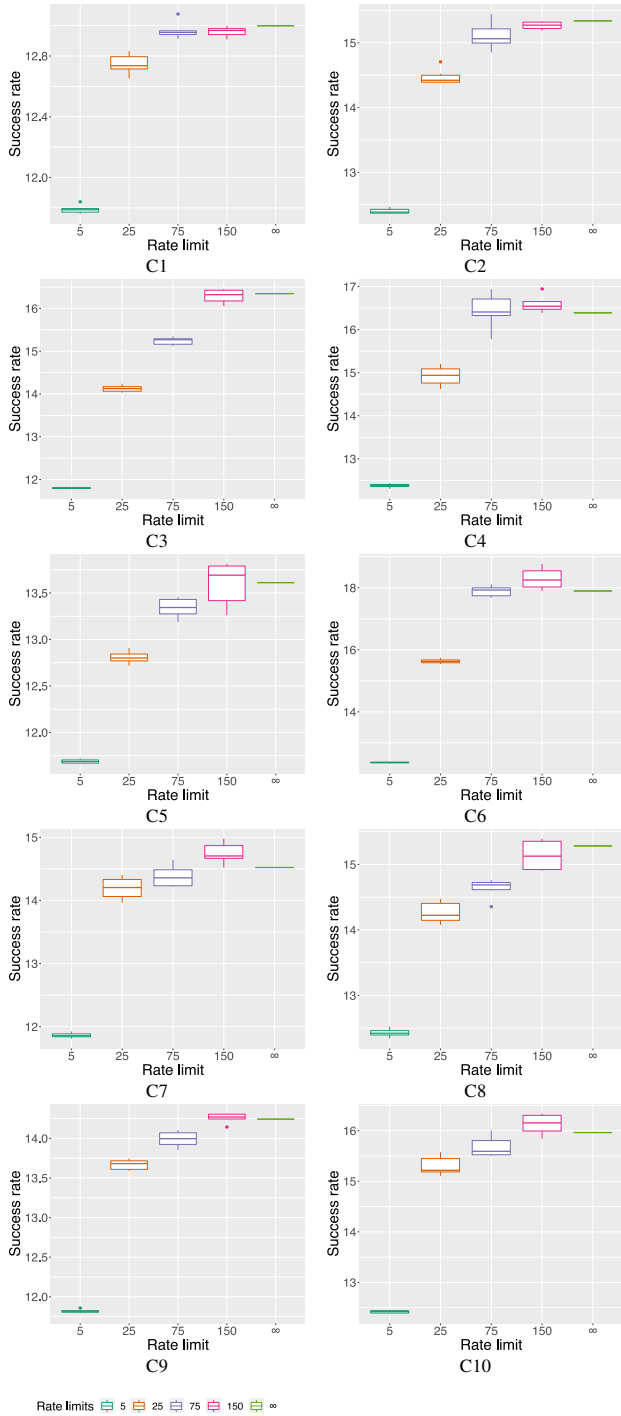 Success rate
12.8
12.4
12.0
5 25 75 150 ∞
Rate limit
C1
Success rate
15
14
13
5 25 75 150 ∞
Rate limit
C2
Success rate
16
15
14
13
12
5 25 75 150 ∞
Rate limit
C3
Success rate
17
16
15
14
13
5 25 75 150 ∞
Rate limit
C4
Success rate
13.5
13.0
12.5
12.0
5 25 75 150 ∞
Rate limit
C5
Success rate
18
16
14
5 25 75 150 ∞
Rate limit
C6
Success rate
15
14
13
12
5 25 75 150 ∞
Rate limit
C7
Success rate
15
14
13
5 25 75 150 ∞
Rate limit
C8
Success rate
14.0
13.5
13.0
12.5
12.0
5 25 75 150 ∞
Rate limit
C9
Success rate
16
15
14
13
5 25 75 150 ∞
Rate limit
C10
Rate limits 5 25 75 150 ∞